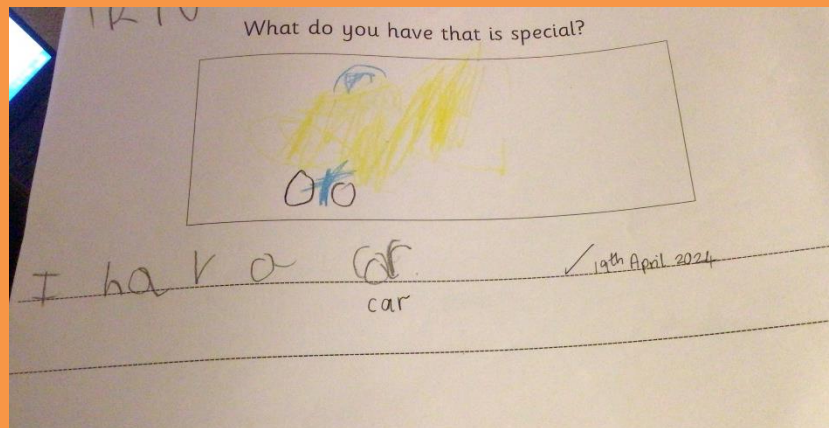 What do you have that is special?
I hav a car
✓ 19th April 2024
car